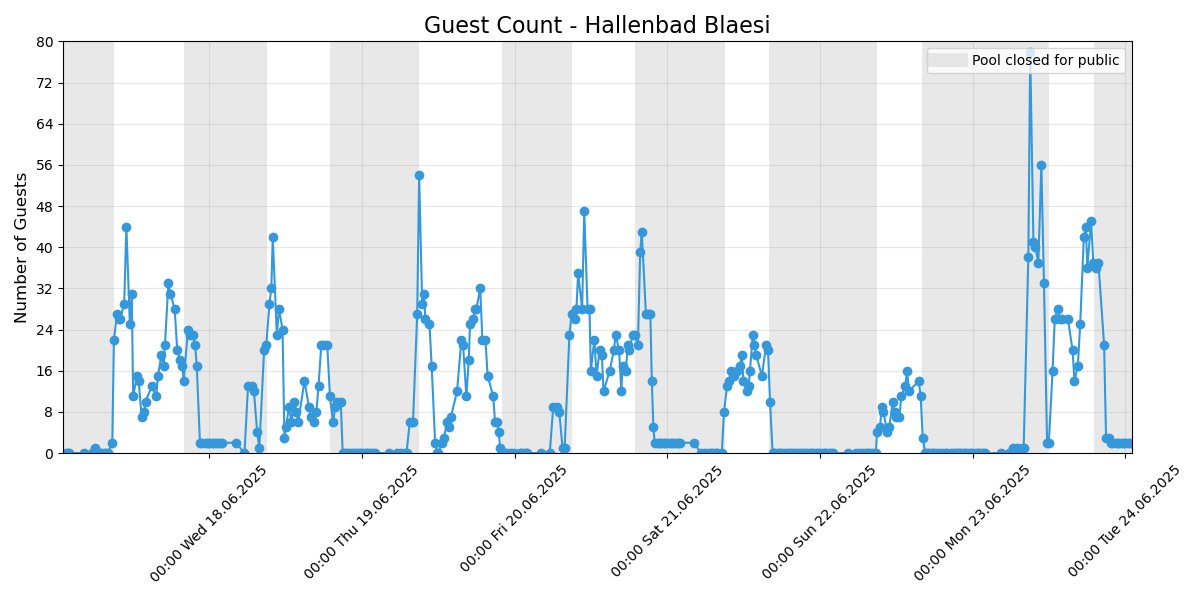 Guest Count - Hallenbad Blaesi
Pool closed for public
Number of Guests
80
72
64
56
48
40
32
24
16
8
0
00:00 Wed 18.06.2025
00:00 Thu 19.06.2025
00:00 Fri 20.06.2025
00:00 Sat 21.06.2025
00:00 Sun 22.06.2025
00:00 Mon 23.06.2025
00:00 Tue 24.06.2025